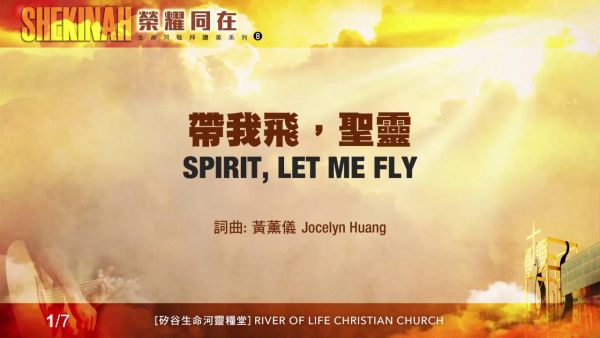 SHEKINAH 榮耀同在
生命河敬拜讚美系列 8
帶我飛，聖靈
SPIRIT, LET ME FLY
詞曲: 黃薰儀 Jocelyn Huang
1/7
[矽谷生命河靈糧堂] RIVER OF LIFE CHRISTIAN CHURCH